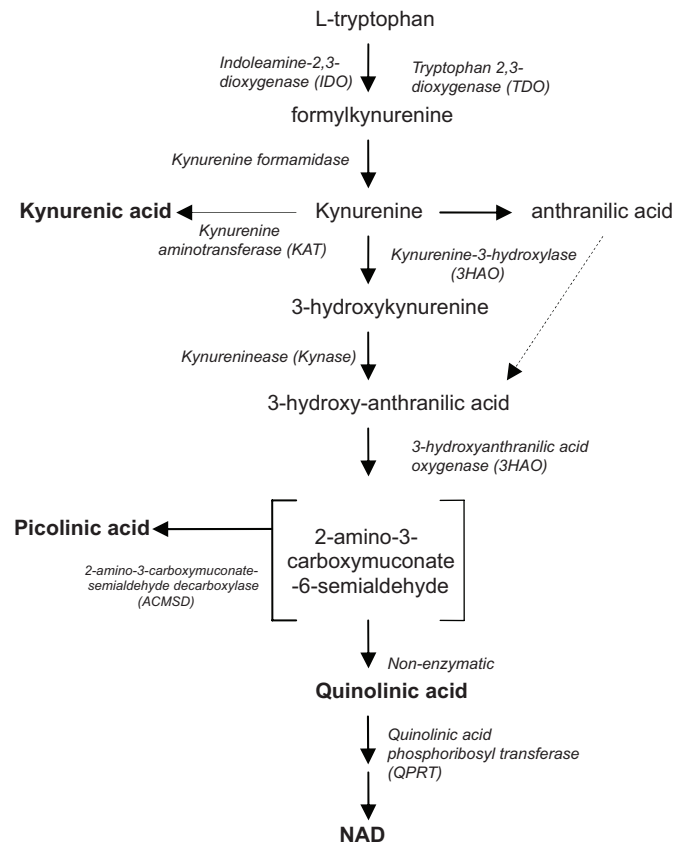 L-tryptophan
Indoleamine-2,3-
dioxygenase (IDO)
Tryptophan 2,3-
dioxygenase (TDO)
formylkynurenine
Kynurenine formamidase
Kynurenic acid
Kynurenine
anthranilic acid
Kynurenine
aminotransferase (KAT)
Kynurenine-3-hydroxylase
(3HAO)
3-hydroxykynurenine
Kynureninease (Kynase)
3-hydroxy-anthranilic acid
3-hydroxyanthranilic acid
oxygenase (3HAO)
Picolinic acid
2-amino-3-
carboxymuconate
-6-semialdehyde
2-amino-3-carboxymuconate-
semialdehyde decarboxylase
(ACMSD)
Non-enzymatic
Quinolinic acid
Quinolinic acid
phosphoribosyl transferase
(QPRT)
NAD